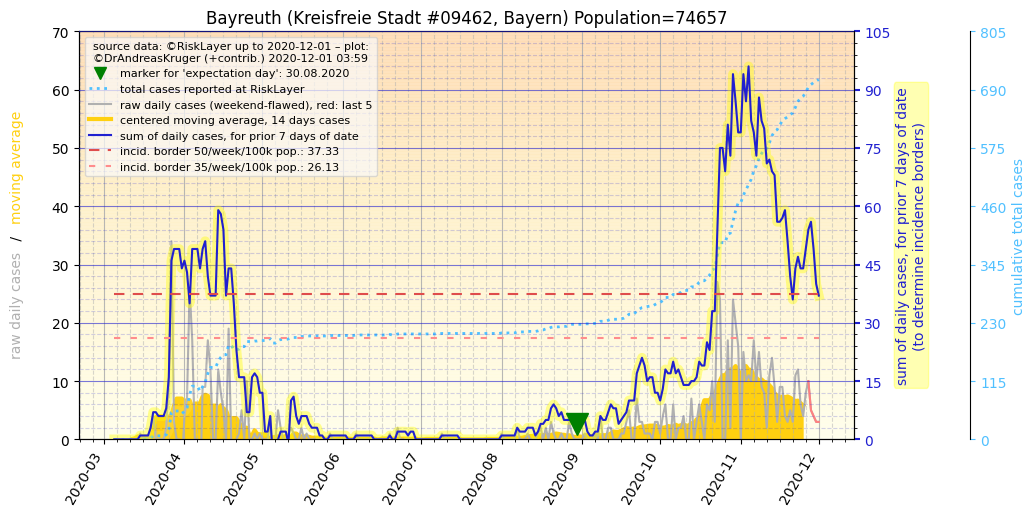 Bayreuth (Kreisfreie Stadt #09462, Bayern) Population=74657
source data: ©RiskLayer up to 2020-12-01 – plot:
©DrAndreasKruger (+contrib.) 2020-12-01 03:59
marker for 'expectation day': 30.08.2020
total cases reported at RiskLayer
raw daily cases (weekend-flawed), red: last 5
centered moving average, 14 days cases
sum of daily cases, for prior 7 days of date
incid. border 50/week/100k pop.: 37.33
incid. border 35/week/100k pop.: 26.13
raw daily cases / moving average
70
60
50
40
30
20
10
0
2020-03
2020-04
2020-05
2020-06
2020-07
2020-08
2020-09
2020-10
2020-11
2020-12
105
90
75
60
45
30
15
0
sum of daily cases, for prior 7 days of date
(to determine incidence borders)
805
690
575
460
345
230
115
0
cumulative total cases